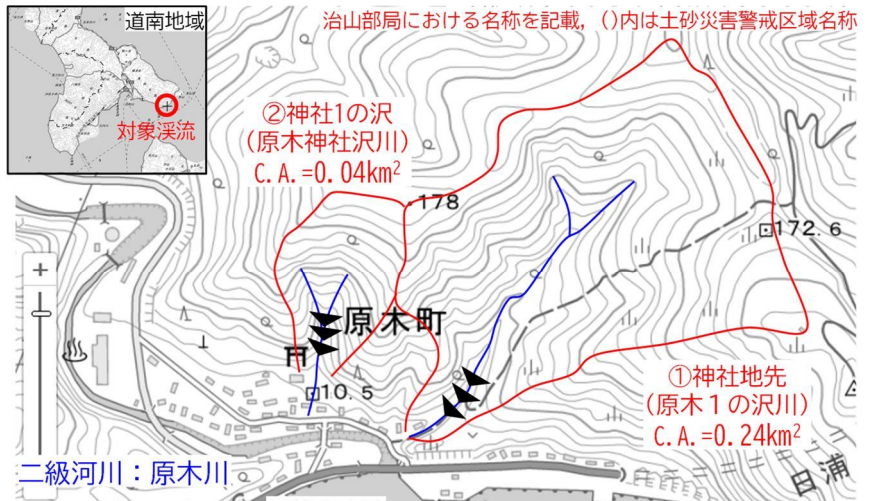 道南地域
対象渓流
治山部局における名称を記載，()内は土砂災害警戒区域名称
②神社1の沢
(原木神社沢川)
C.A.=0.04km²
178
172.6
原木町
10.5
①神社地先
(原木１の沢川)
C.A.=0.24km²
二級河川：原木川
日浦
+